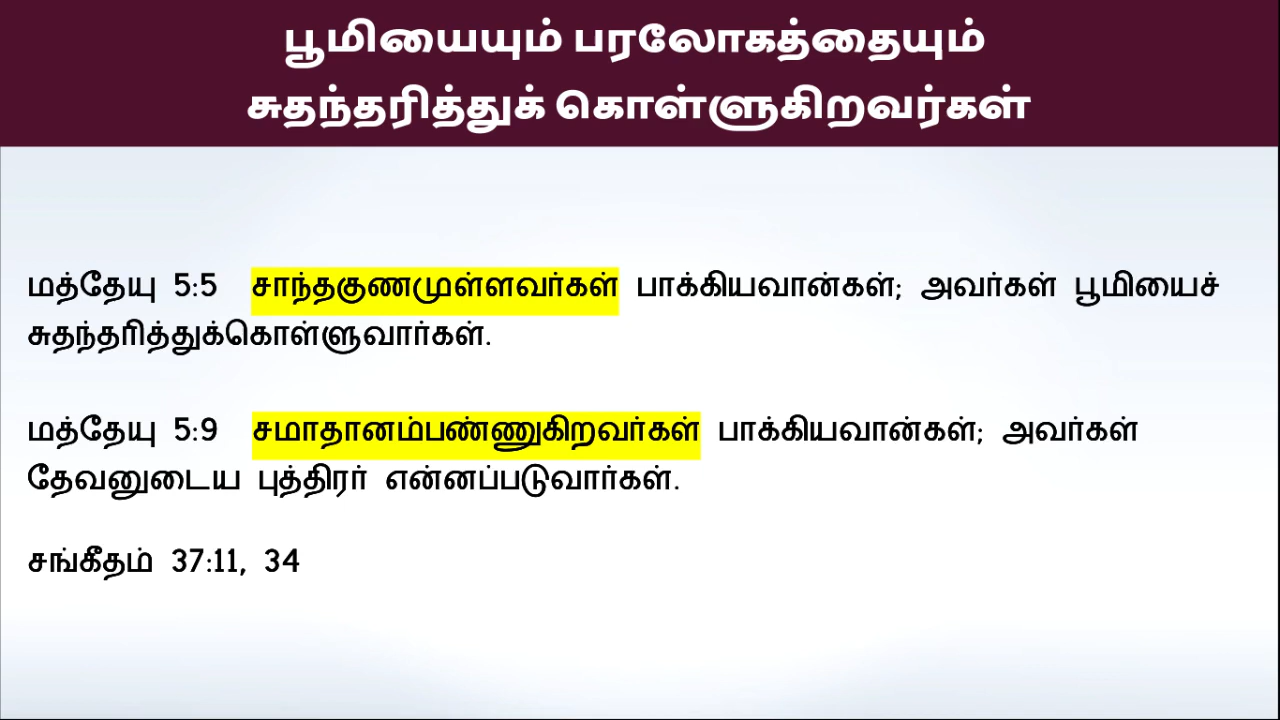 பூமியையும் பரலோகத்தையும்
சுதந்தரித்துக் கொள்ளுகிறவர்கள்
மத்தேயு 5:5 சாந்தகுணமுள்ளவர்கள் பாக்கியவான்கள்; அவர்கள் பூமியைச்
சுதந்தரித்துக்கொள்ளுவார்கள்.
மத்தேயு 5:9 சமாதானம்பண்ணுகிறவர்கள் பாக்கியவான்கள்; அவர்கள்
தேவனுடைய புத்திரர் என்னப்படுவார்கள்.
சங்கீதம் 37:11, 34